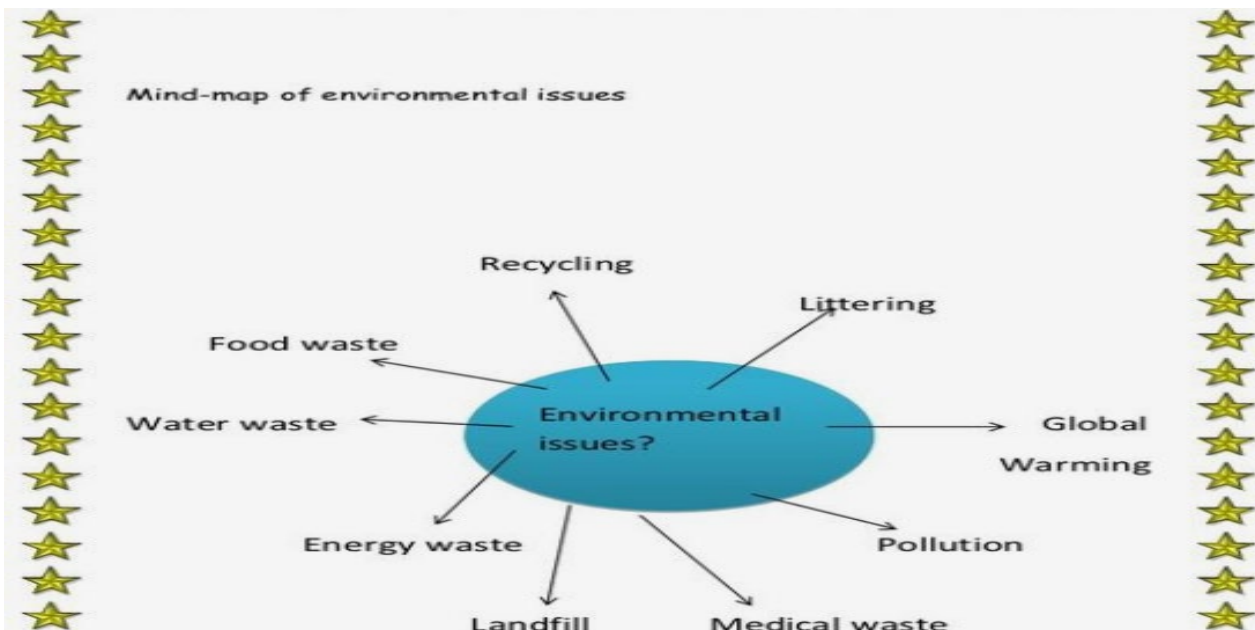 Mind-map of environmental issues
Recycling
Littering
Food waste
Environmental
issues?
Water waste
Global
Warming
Energy waste
Pollution
Landfill
Medical waste